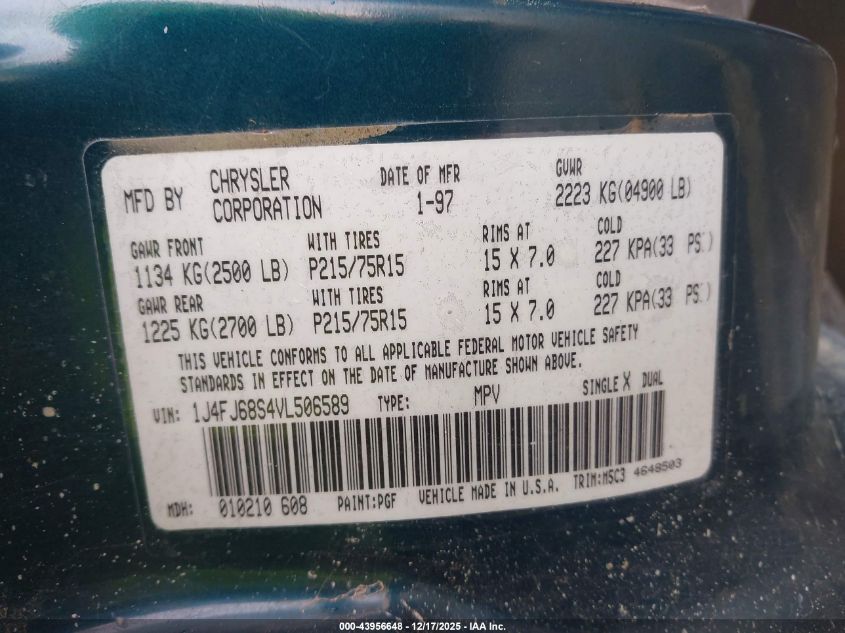 MFD BY CHRYSLER CORPORATION DATE OF MFR 1-97 GVWR 2223 KG(04900 LB)
GAWR FRONT WITH TIRES RIMS AT COLD
1134 KG(2500 LB) P215/75R15 15 X 7.0 227 KPA(33 PS.)
GAWR REAR WITH TIRES RIMS AT COLD
1225 KG(2700 LB) P215/75R15 15 X 7.0 227 KPA(33 PS.)
THIS VEHICLE CONFORMS TO ALL APPLICABLE FEDERAL MOTOR VEHICLE SAFETY
STANDARDS IN EFFECT ON THE DATE OF MANUFACTURE SHOWN ABOVE.
VIN: 1J4FJ68S4VL506589 TYPE: MPV SINGLE X DUAL
MDH: 010210 608 PAINT:PGF VEHICLE MADE IN U.S.A. TRIM:M5C3 4648503
000-43956648 - 12/17/2025 - IAA Inc.